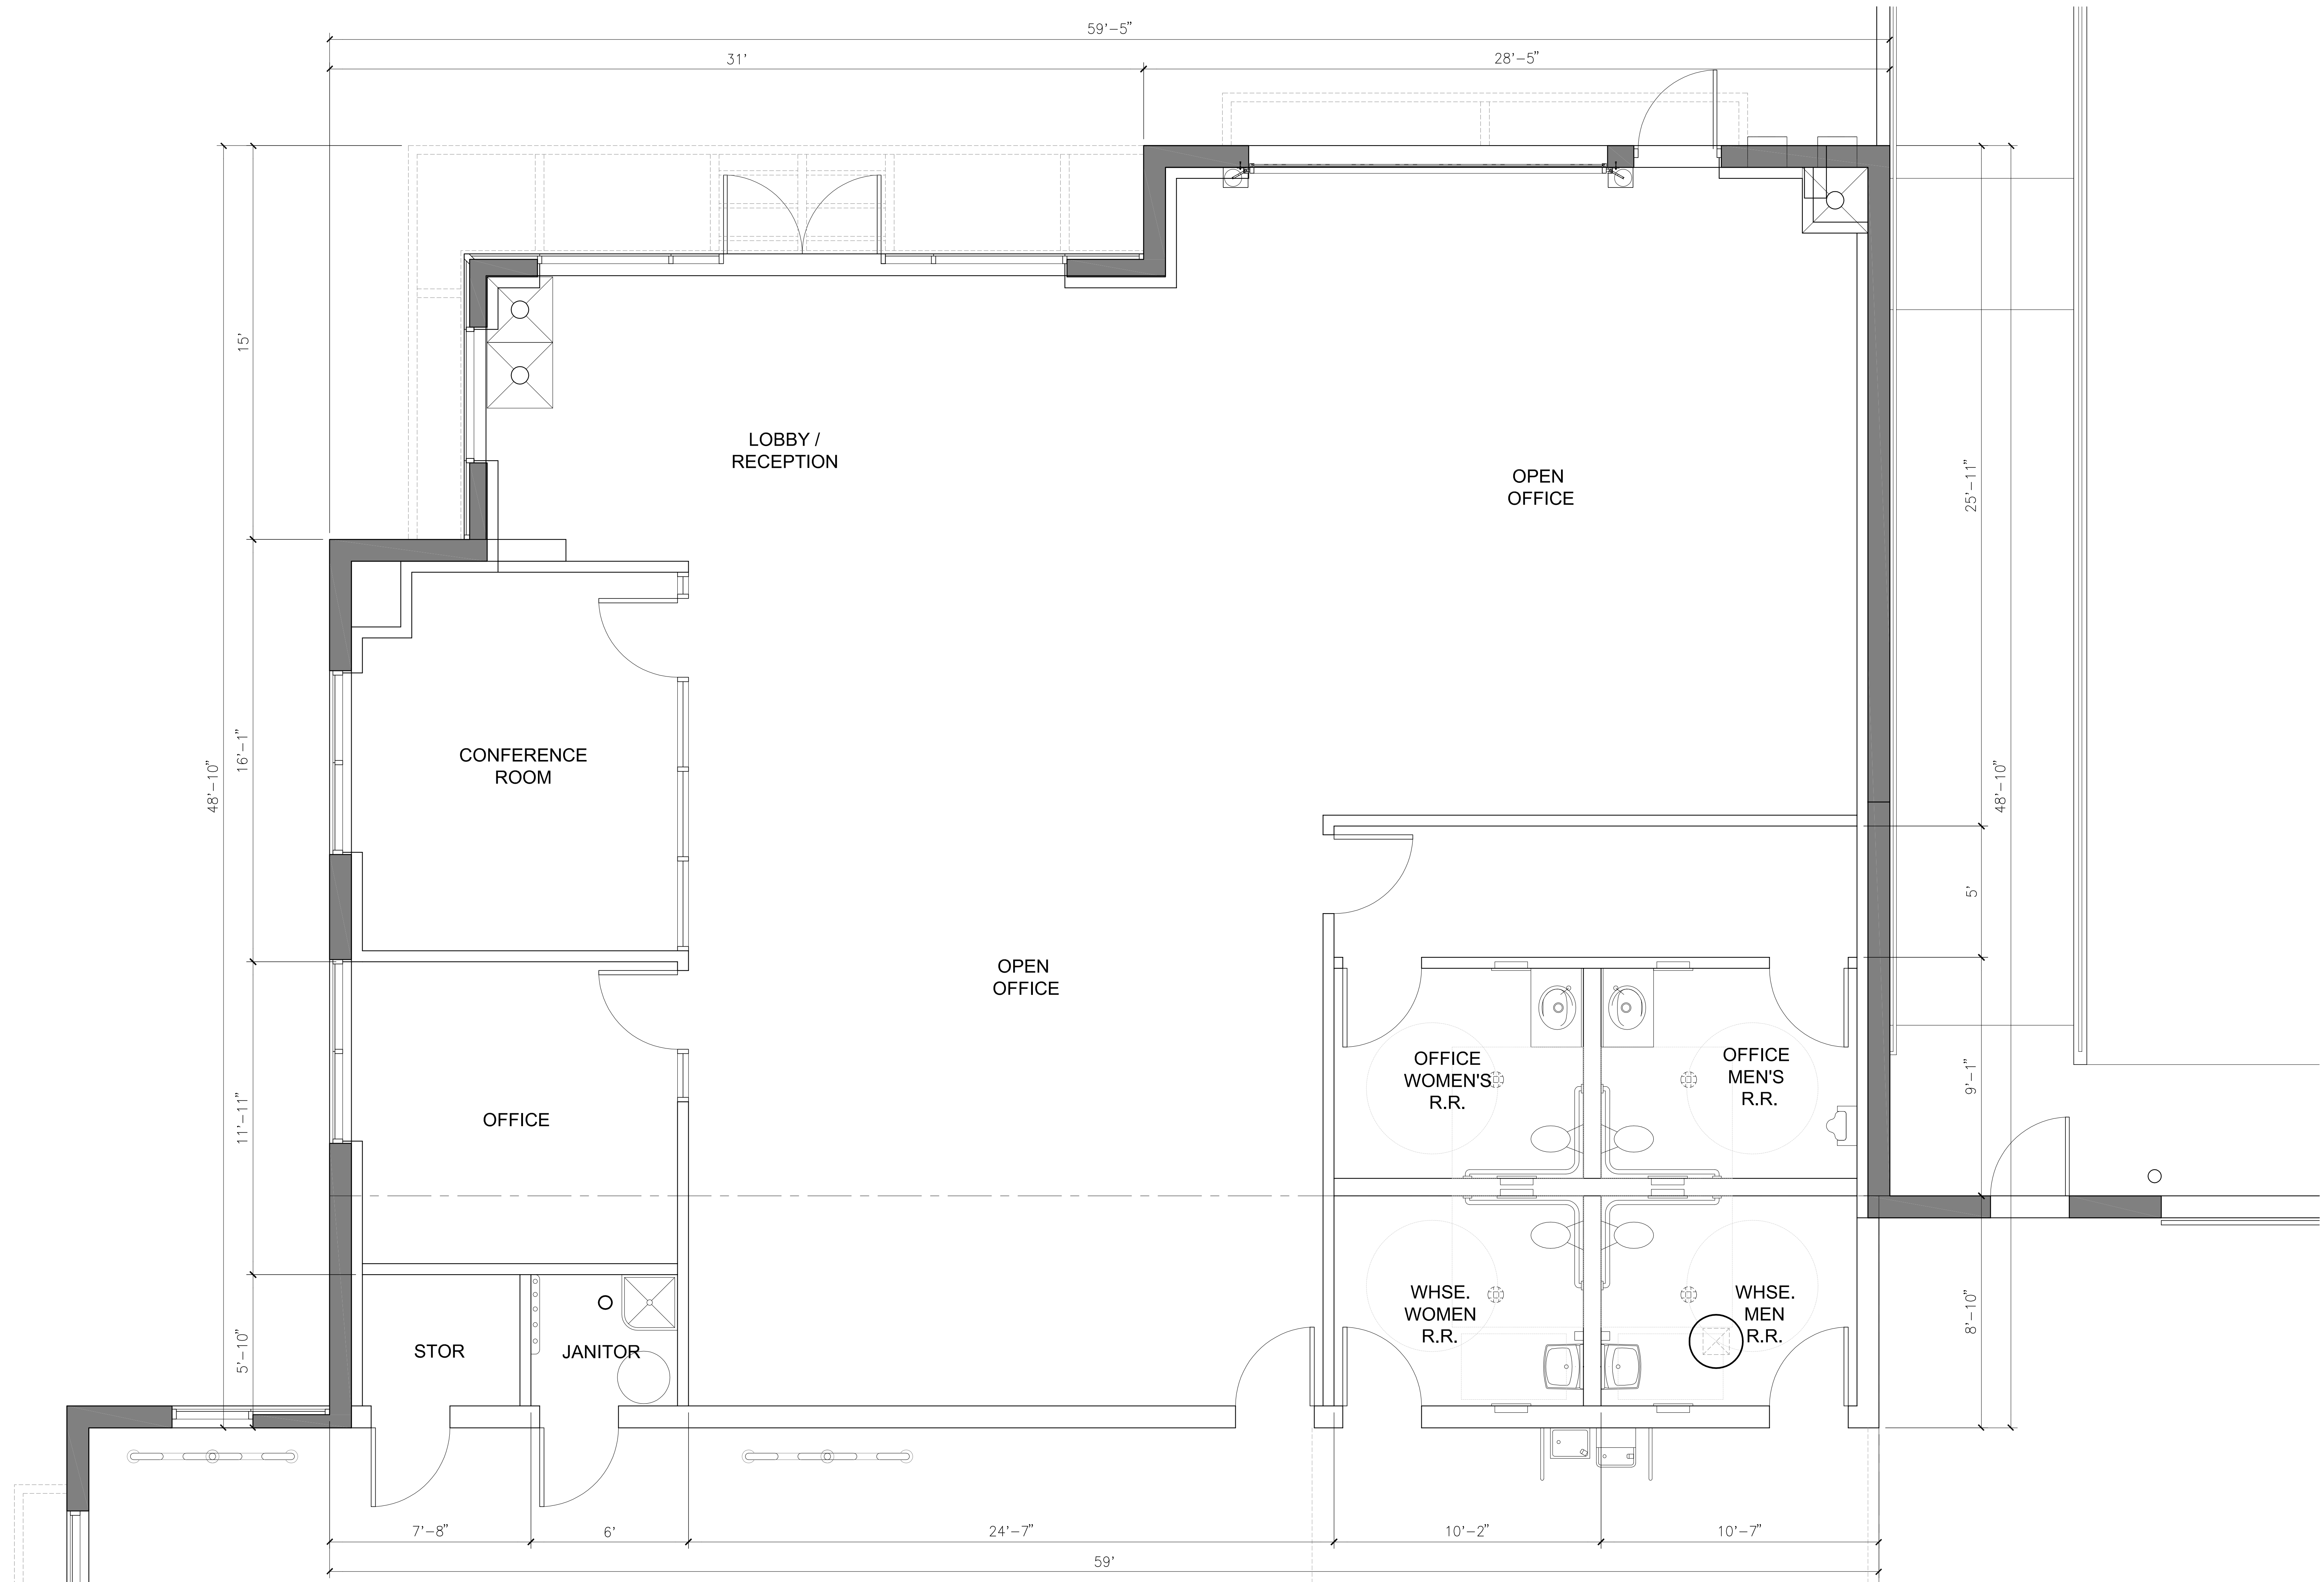 59'-5"
31'
28'-5"
15'
LOBBY /
RECEPTION
OPEN
OFFICE
25'-11"
16'-1"
48'-10"
CONFERENCE
ROOM
48'-10"
5'
OPEN
OFFICE
OFFICE
WOMEN'S
R.R.
OFFICE
MEN'S
R.R.
9'-1"
11'-11"
OFFICE
WHSE.
WOMEN
R.R.
WHSE.
MEN
R.R.
8'-10"
5'-10"
STOR
JANITOR
7'-8"
6'
24'-7"
10'-2"
10'-7"
59'